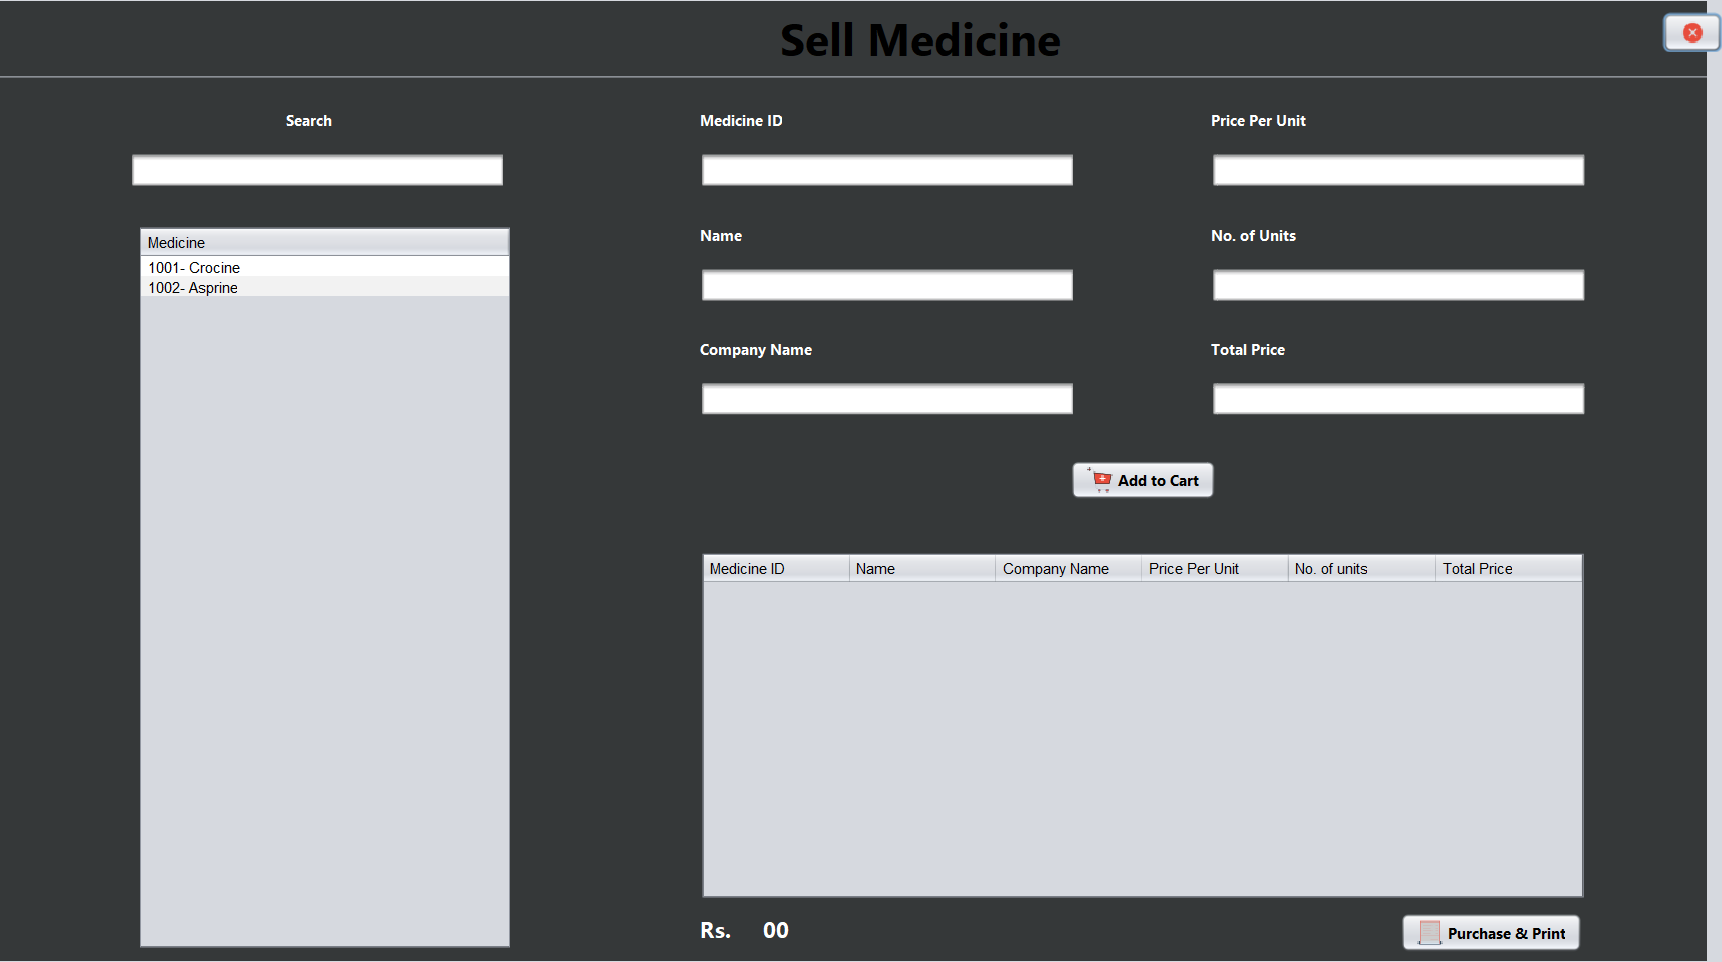 Sell Medicine
Search
Medicine
1001- Crocine
1002- Asprine
Medicine ID
Price Per Unit
Name
No. of Units
Company Name
Total Price
Add to Cart
Medicine ID Name Company Name Price Per Unit No. of units Total Price
Rs. 00
Purchase & Print